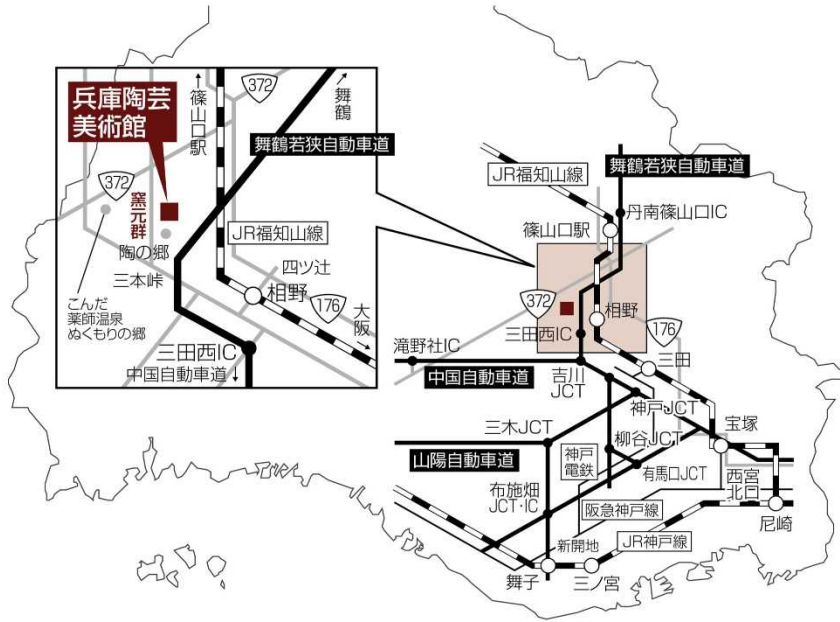 兵庫陶芸
美術館
372
↑篠山口駅
舞鶴
舞鶴若狭自動車道
372
窯元群
陶の郷
JR福知山線
三本峠
四ツ辻
こんだ
薬師温泉
ぬくもりの郷
相野
176
大阪
三田西IC
中国自動車道
JR福知山線
舞鶴若狭自動車道
丹南篠山口IC
篠山口駅
372
相野
176
三田西IC
滝野社IC
三田
中国自動車道
吉川
JCT
神戸JCT
三木JCT
柳谷JCT
宝塚
山陽自動車道
神戸
電鉄
有馬口JCT
西宮
北口
布施畑
JCT・IC
阪急神戸線
尼崎
新開地
JR神戸線
舞子
三ノ宮